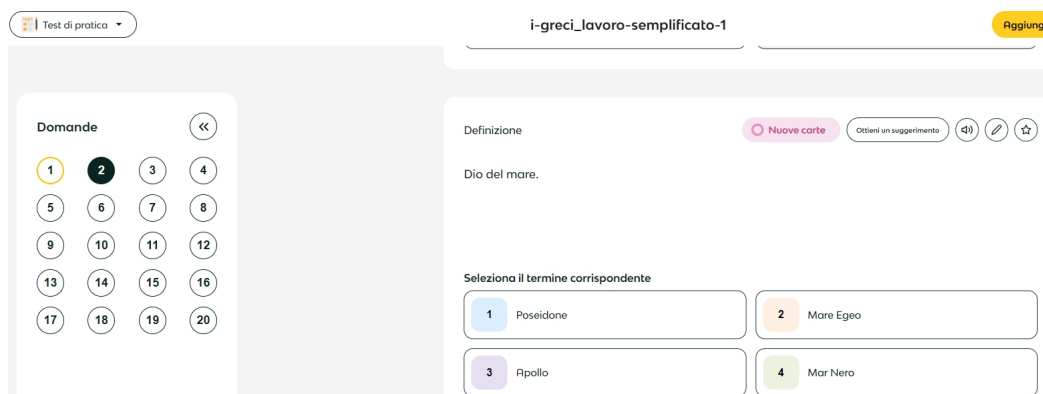 Test di pratica
i-greci_lavoro-semplificato-1
Aggiung
Domande
1 2 3 4
5 6 7 8
9 10 11 12
13 14 15 16
17 18 19 20
Definizione
Nuove carte
Ottieni un suggerimento
Dio del mare.
Seleziona il termine corrispondente
1 Poseidone
2 Mare Egeo
3 Apollo
4 Mar Nero